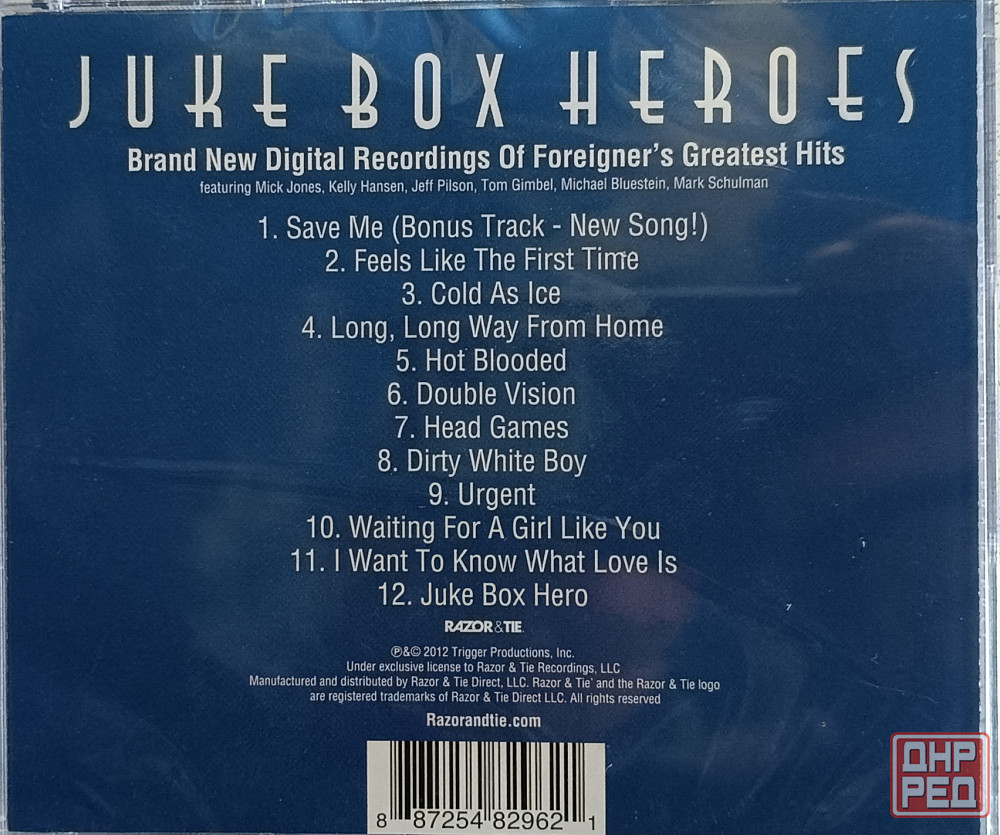 JUKE BOX HEROES
Brand New Digital Recordings Of Foreigner's Greatest Hits
featuring Mick Jones, Kelly Hansen, Jeff Pilson, Tom Gimbel, Michael Bluestein, Mark Schulman
1. Save Me (Bonus Track - New Song!)
2. Feels Like The First Time
3. Cold As Ice
4. Long, Long Way From Home
5. Hot Blooded
6. Double Vision
7. Head Games
8. Dirty White Boy
9. Urgent
10. Waiting For A Girl Like You
11. I Want To Know What Love Is
12. Juke Box Hero
RAZOR & TIE
℗&© 2012 Trigger Productions, Inc.
Under exclusive license to Razor & Tie Recordings, LLC
Manufactured and distributed by Razor & Tie Direct, LLC. Razor & Tie' and the Razor & Tie logo
are registered trademarks of Razor & Tie Direct LLC. All rights reserved
Razorandtie.com
8 87254 82962 1
ДНР
РЕД